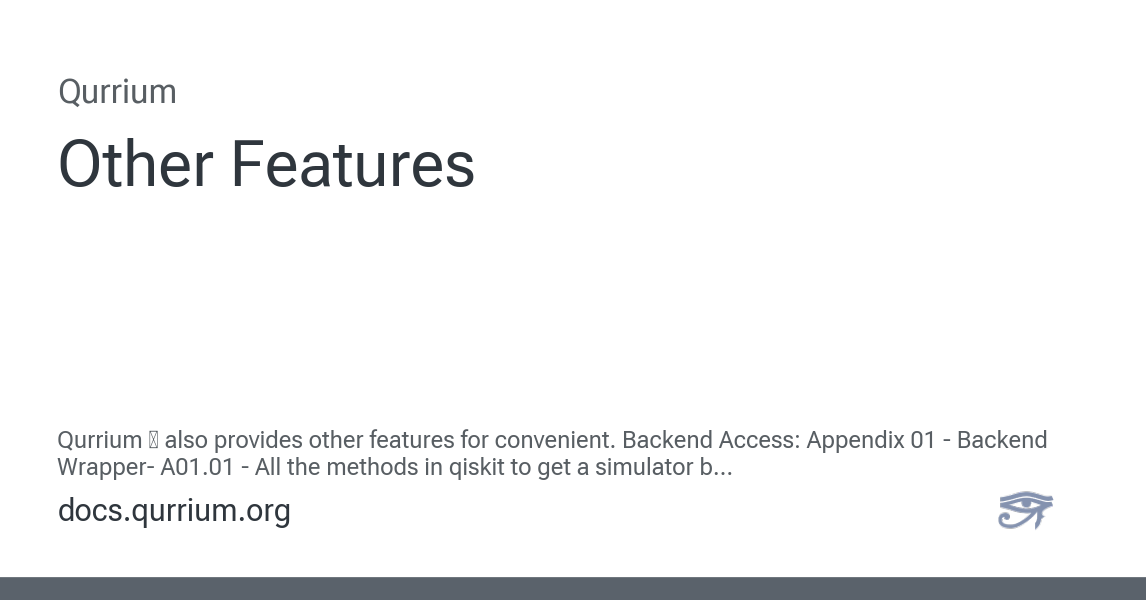 Qurrium
Other Features
Qurrium also provides other features for convenient. Backend Access: Appendix 01 - Backend
Wrapper- A01.01 - All the methods in qiskit to get a simulator b...
docs.qurrium.org